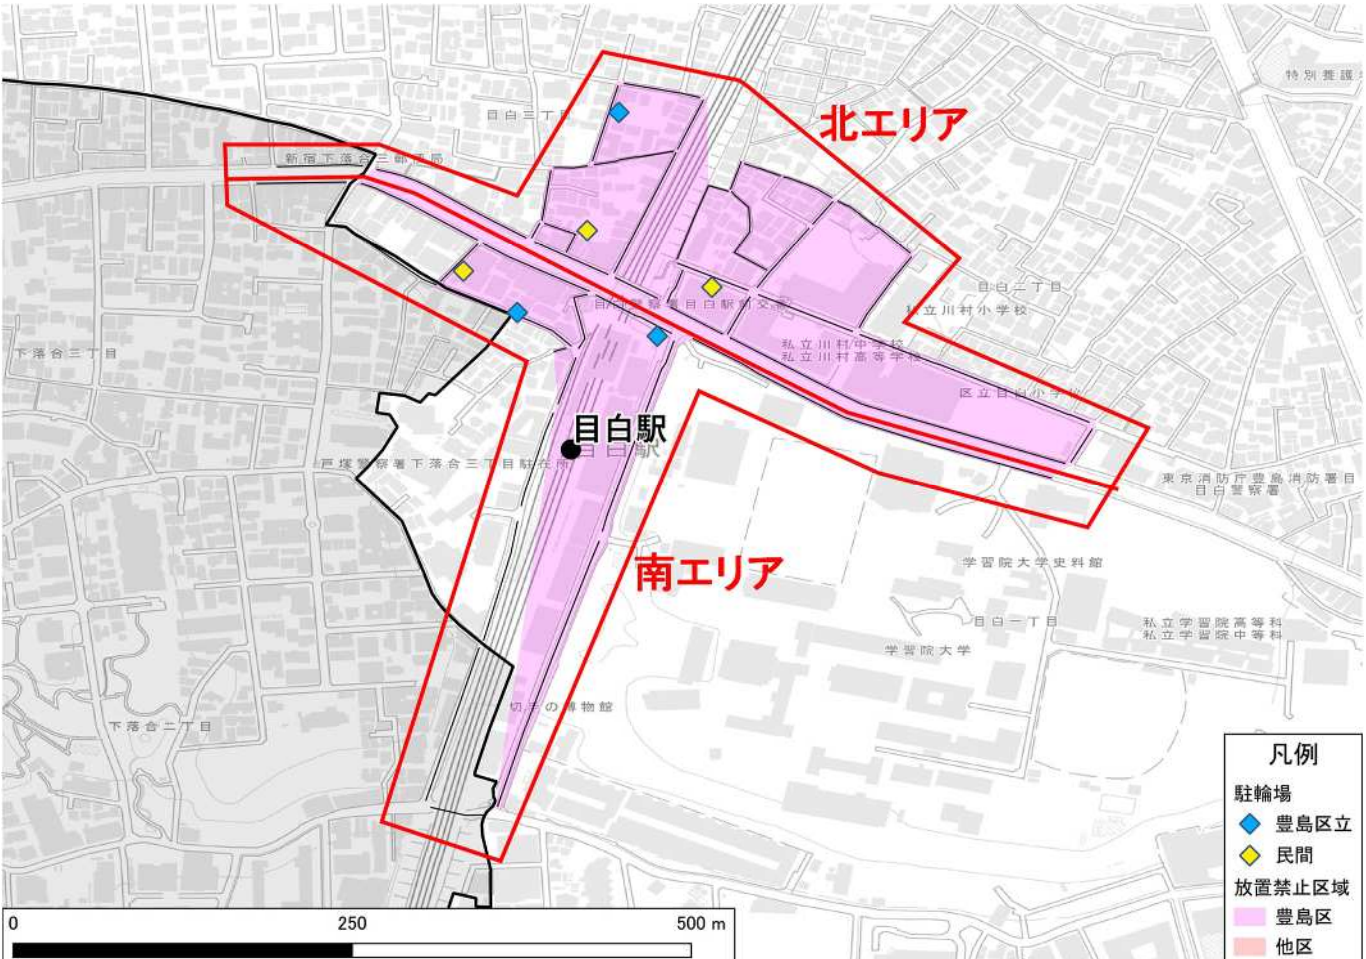 特別養護
北エリア
目白三丁目
新宿下落合三郵便局
目白二丁目
私立川村小学校
目白警察署目白駅前交番
下落合三丁目
私立川村中学校
私立川村高等学校
区立目白小学校
目白駅
目白駅
戸塚警察署下落合三丁目駐在所
東京消防庁豊島消防署目
目白警察署
南エリア
学習院大学史料館
目白一丁目
私立学習院高等科
私立学習院中等科
学習院大学
切手の博物館
下落合二丁目
凡例
駐輪場
豊島区立
民間
放置禁止区域
豊島区
他区
0
250
500 m